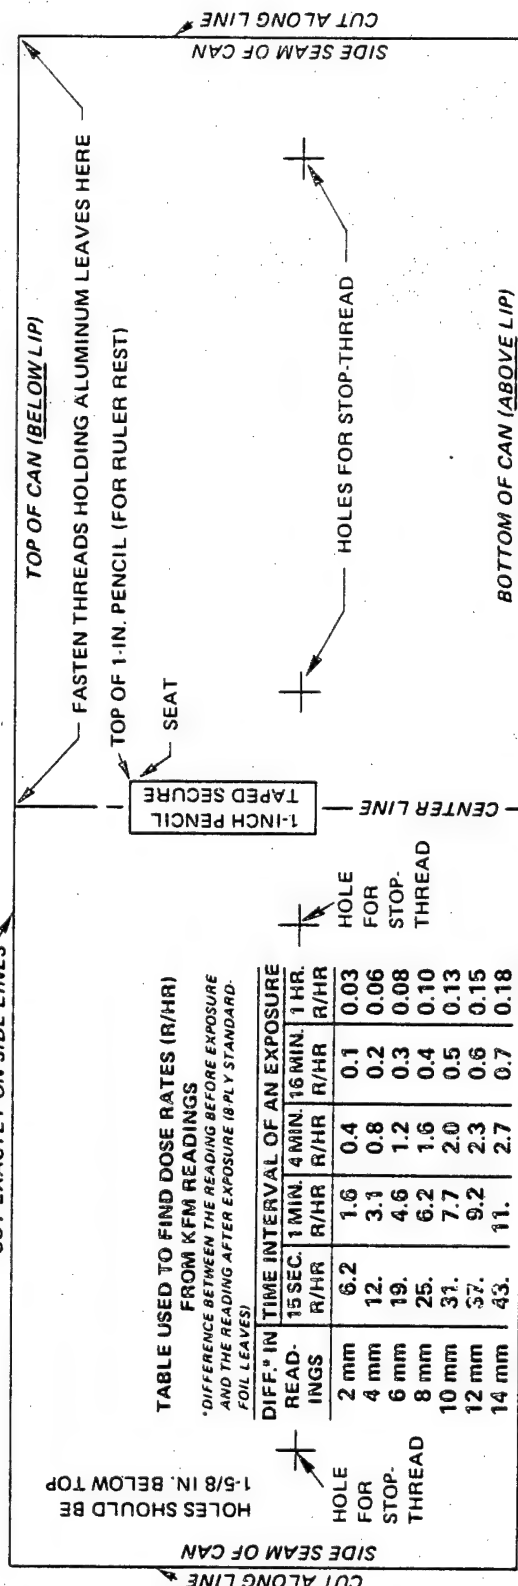 CUT EXACTLY ON SIDE LINES
CUT ALONG LINE
SIDE SEAM OF CAN
HOLES SHOULD BE
1-5/8 IN. BELOW TOP
HOLE
FOR
STOP-
THREAD
TABLE USED TO FIND DOSE RATES (R/HR)
FROM KFM READINGS
*DIFFERENCE BETWEEN THE READING BEFORE EXPOSURE
AND THE READING AFTER EXPOSURE (8-PLY STANDARD-
FOIL LEAVES)
DIFF.* IN TIME INTERVAL OF AN EXPOSURE
READ- 15 SEC. 1 MIN. 4 MIN. 16 MIN. 1 HR.
INGS R/HR R/HR R/HR R/HR R/HR
2 mm 6.2 1.6 0.4 0.1 0.03
4 mm 12. 3.1 0.8 0.2 0.06
6 mm 19. 4.6 1.2 0.3 0.08
8 mm 25. 6.2 1.6 0.4 0.10
10 mm 31. 7.7 2.0 0.5 0.13
12 mm 37. 9.2 2.3 0.6 0.15
14 mm 43. 11. 2.7 0.7 0.18
HOLE
FOR
STOP-
THREAD
1-INCH PENCIL
TAPED SECURE
CENTER LINE
TOP OF CAN (BELOW LIP)
FASTEN THREADS HOLDING ALUMINUM LEAVES HERE
TOP OF 1-IN. PENCIL (FOR RULER REST)
SEAT
HOLES FOR STOP-THREAD
BOTTOM OF CAN (ABOVE LIP)
SIDE SEAM OF CAN
CUT ALONG LINE